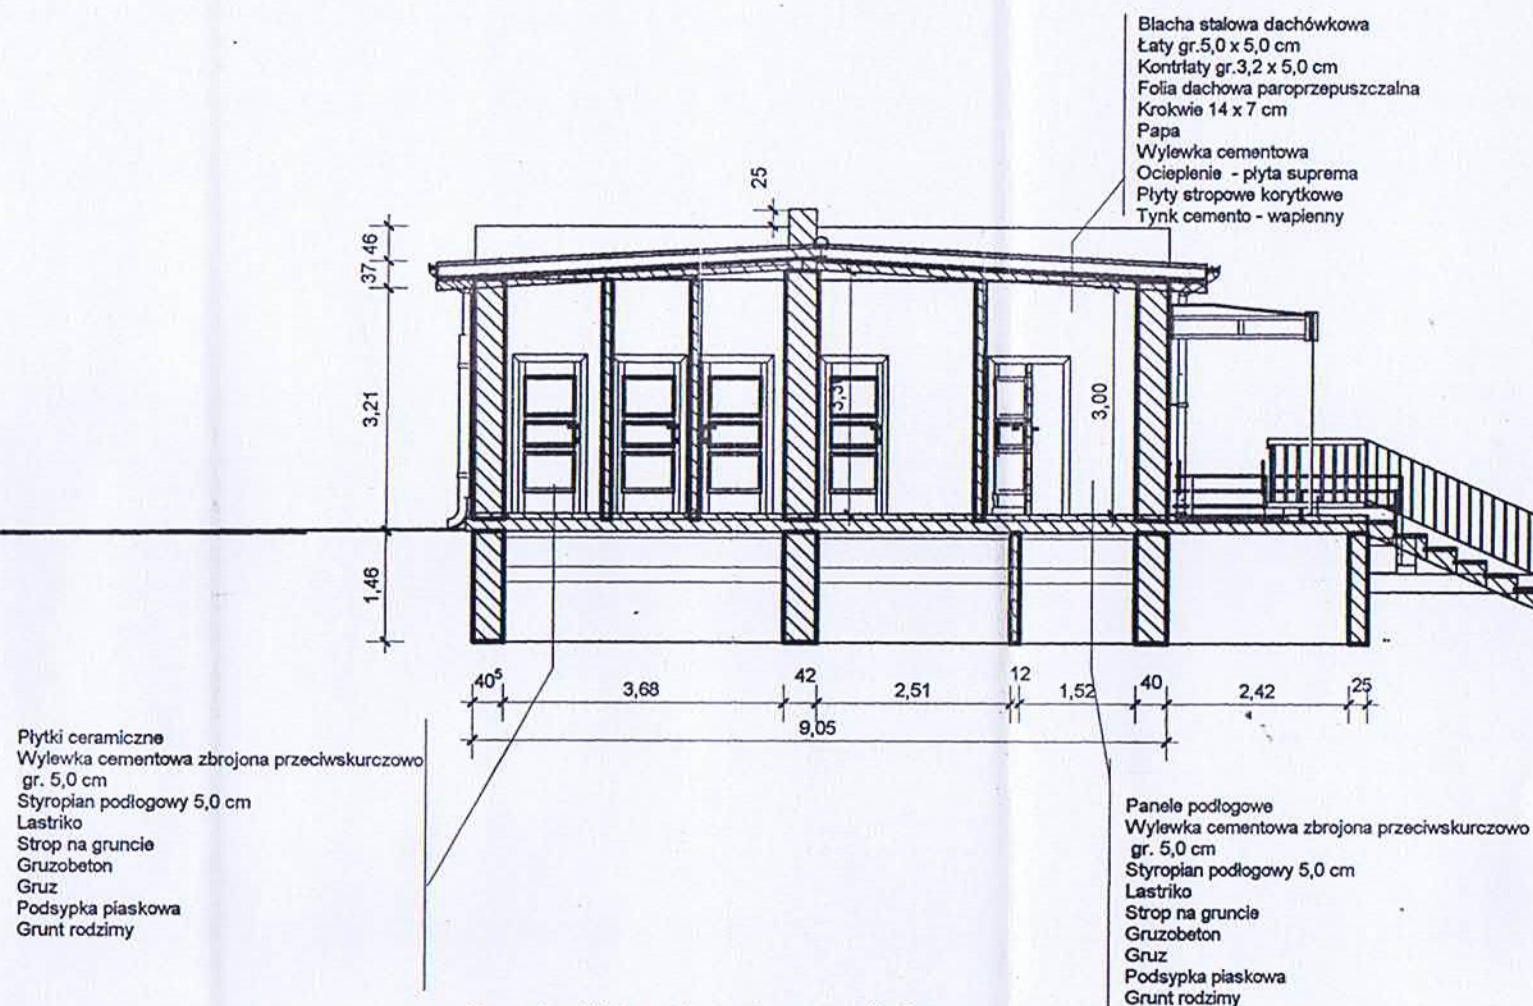 Blacha stalowa dachówkowa
Łaty gr.5,0 x 5,0 cm
Kontrłaty gr.3,2 x 5,0 cm
Folia dachowa paroprzepuszczalna
Krokwie 14 x 7 cm
Papa
Wylewka cementowa
Ocieplenie - płyta suprema
Płyty stropowe korytkowe
Tynk cemento - wapienny
25
46
37
3,21
3,00
1,46
40⁵
3,68
42
2,51
12
1,52
40
2,42
25
9,05
Płytki ceramiczne
Wylewka cementowa zbrojona przeciwskurczowo
gr. 5,0 cm
Styropian podłogowy 5,0 cm
Lastriko
Strop na gruncie
Gruzobeton
Gruz
Podsypka piaskowa
Grunt rodzimy
Panele podłogowe
Wylewka cementowa zbrojona przeciwskurczowo
gr. 5,0 cm
Styropian podłogowy 5,0 cm
Lastriko
Strop na gruncie
Gruzobeton
Gruz
Podsypka piaskowa
Grunt rodzimy